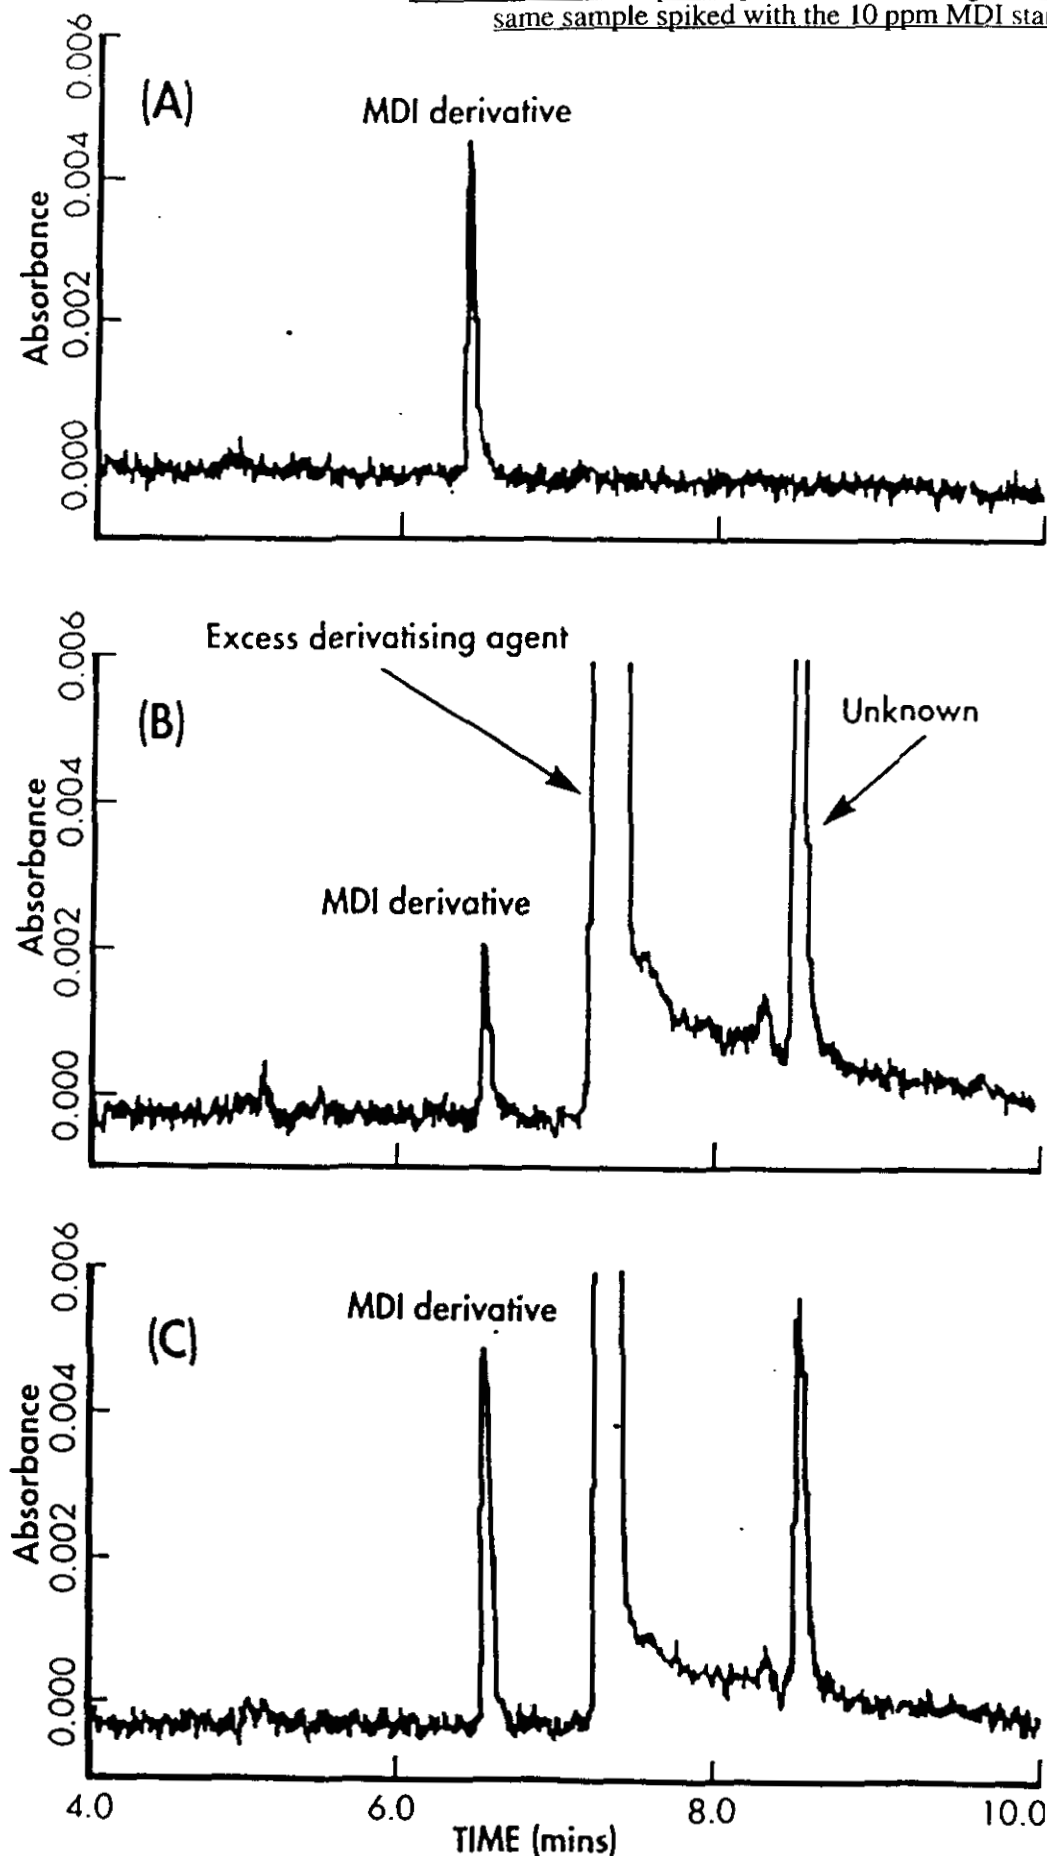 same sample spiked with the 10 ppm MDI
(A)
MDI derivative
Absorbance
0.006
0.004
0.002
0.000
Excess derivatising agent
(B)
Unknown
MDI derivative
Absorbance
0.006
0.004
0.002
0.000
MDI derivative
(C)
Absorbance
0.006
0.004
0.002
0.000
4.0 6.0 8.0 10.0
TIME (mins)